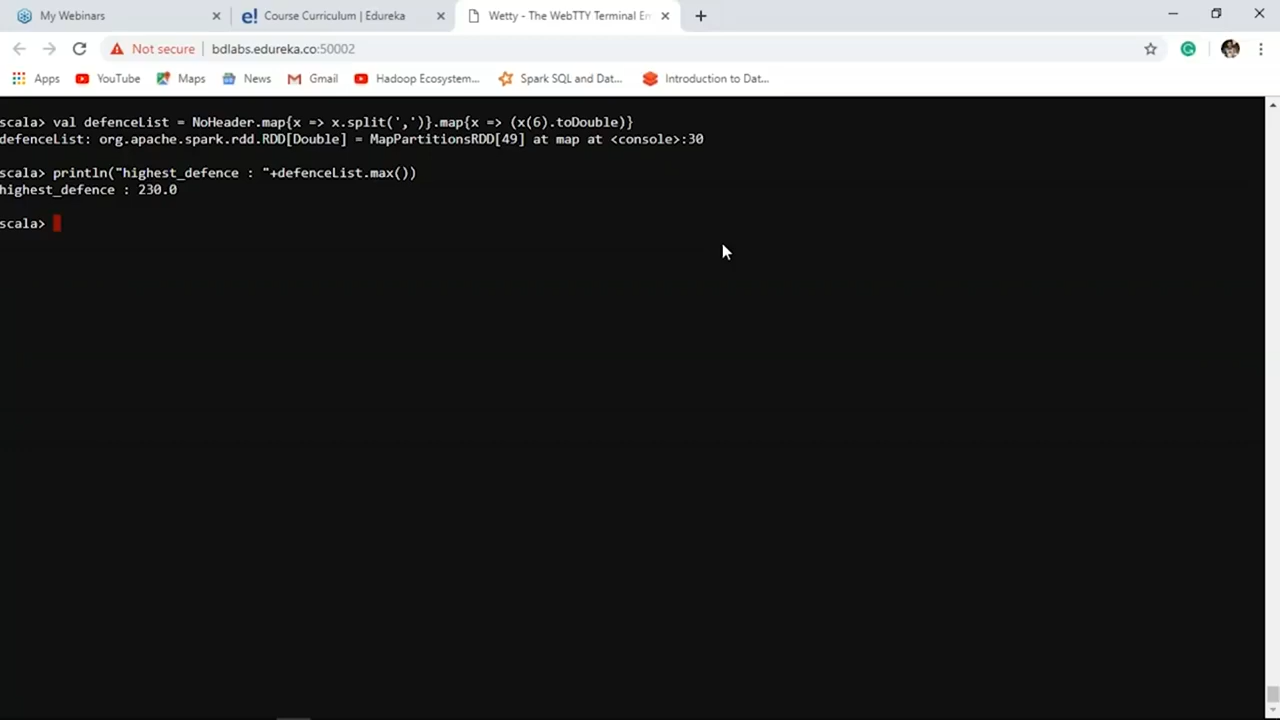 My Webinars
Course Curriculum | Edureka
Wetty - The WebTTY Terminal Em
Not secure | bdlabs.edureka.co:50002
Apps YouTube Maps News Gmail Hadoop Ecosystem... Spark SQL and Dat... Introduction to Dat...
scala> val defenceList = NoHeader.map{x => x.split(',')}.map{x => (x(6).toDouble)}
defenceList: org.apache.spark.rdd.RDD[Double] = MapPartitionsRDD[49] at map at <console>:30
scala> println("highest_defence : "+defenceList.max())
highest_defence : 230.0
scala>